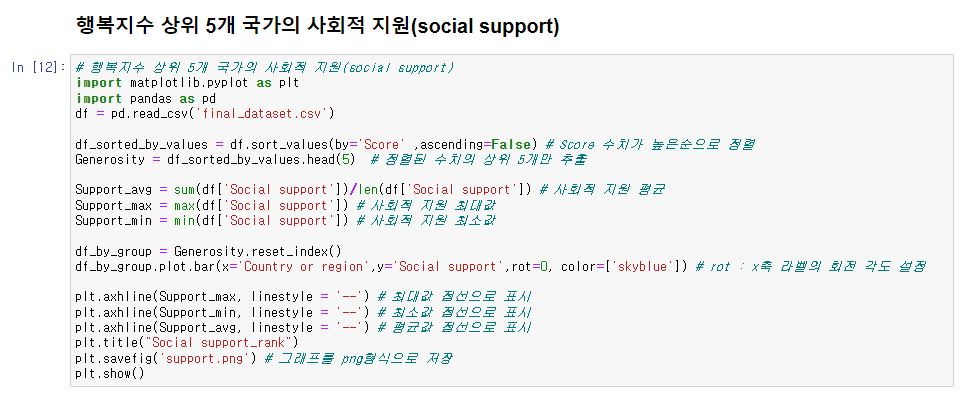 행복지수 상위 5개 국가의 사회적 지원(social support)
In [12]: # 행복지수 상위 5개 국가의 사회적 지원(social support)
import matplotlib.pyplot as plt
import pandas as pd
df = pd.read_csv('final_dataset.csv')
df_sorted_by_values = df.sort_values(by='Score' ,ascending=False) # Score 수치가 높은순으로 정렬
Generosity = df_sorted_by_values.head(5)  # 정렬된 수치의 상위 5개만 추출
Support_avg = sum(df['Social support'])/len(df['Social support']) # 사회적 지원 평균
Support_max = max(df['Social support']) # 사회적 지원 최대값
Support_min = min(df['Social support']) # 사회적 지원 최소값
df_by_group = Generosity.reset_index()
df_by_group.plot.bar(x='Country or region',y='Social support',rot=0, color=['skyblue']) # rot : x축 라벨의 회전 각도 설정
plt.axhline(Support_max, linestyle = '--') # 최대값 점선으로 표시
plt.axhline(Support_min, linestyle = '--') # 최소값 점선으로 표시
plt.axhline(Support_avg, linestyle = '--') # 평균값 점선으로 표시
plt.title("Social support_rank")
plt.savefig('support.png') # 그래프를 png형식으로 저장
plt.show()